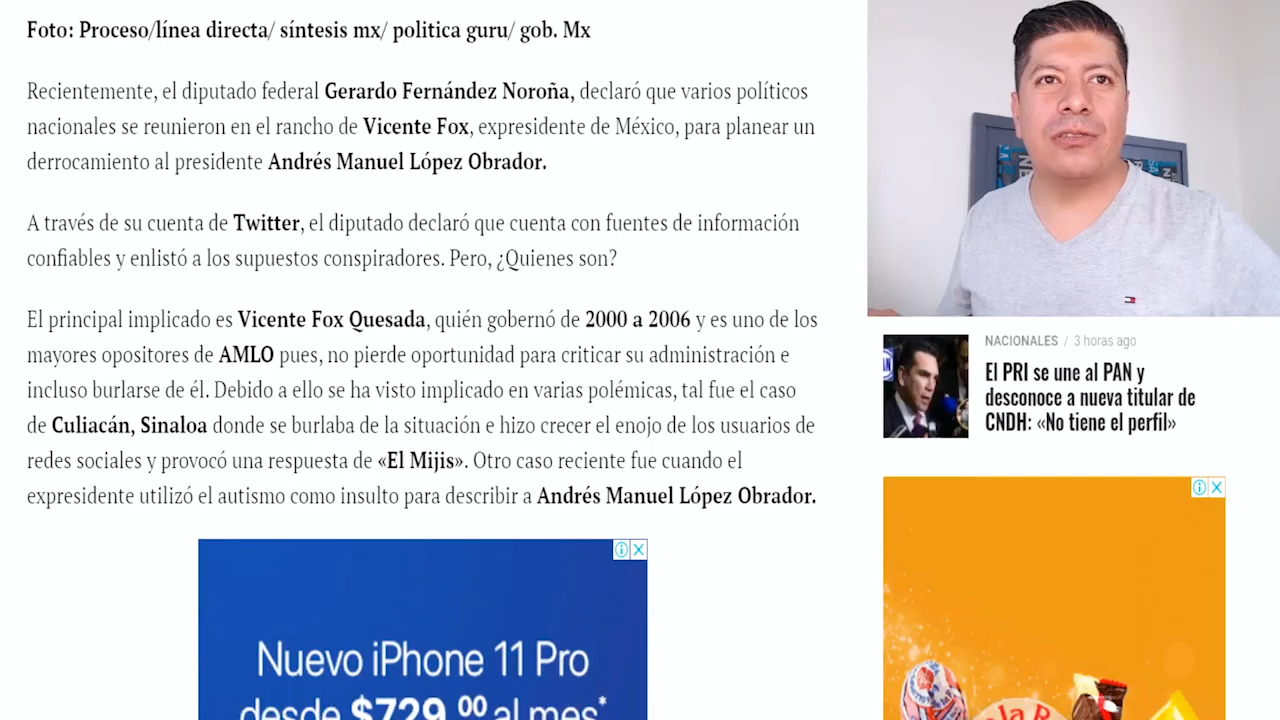 Foto: Proceso/línea directa/ síntesis mx/ politica guru/ gob. Mx
Recientemente, el diputado federal Gerardo Fernández Noroña, declaró que varios políticos
nacionales se reunieron en el rancho de Vicente Fox, expresidente de México, para planear un
derrocamiento al presidente Andrés Manuel López Obrador.
A través de su cuenta de Twitter, el diputado declaró que cuenta con fuentes de información
confiables y enlistó a los supuestos conspiradores. Pero, ¿Quienes son?
El principal implicado es Vicente Fox Quesada, quién gobernó de 2000 a 2006 y es uno de los
mayores opositores de AMLO pues, no pierde oportunidad para criticar su administración e
incluso burlarse de él. Debido a ello se ha visto implicado en varias polémicas, tal fue el caso
de Culiacán, Sinaloa donde se burlaba de la situación e hizo crecer el enojo de los usuarios de
redes sociales y provocó una respuesta de «El Mijis». Otro caso reciente fue cuando el
expresidente utilizó el autismo como insulto para describir a Andrés Manuel López Obrador.
Nuevo iPhone 11 Pro
desde $729.00 al mes*
NACIONALES / 3 horas ago
El PRI se une al PAN y
desconoce a nueva titular de
CNDH: «No tiene el perfil»